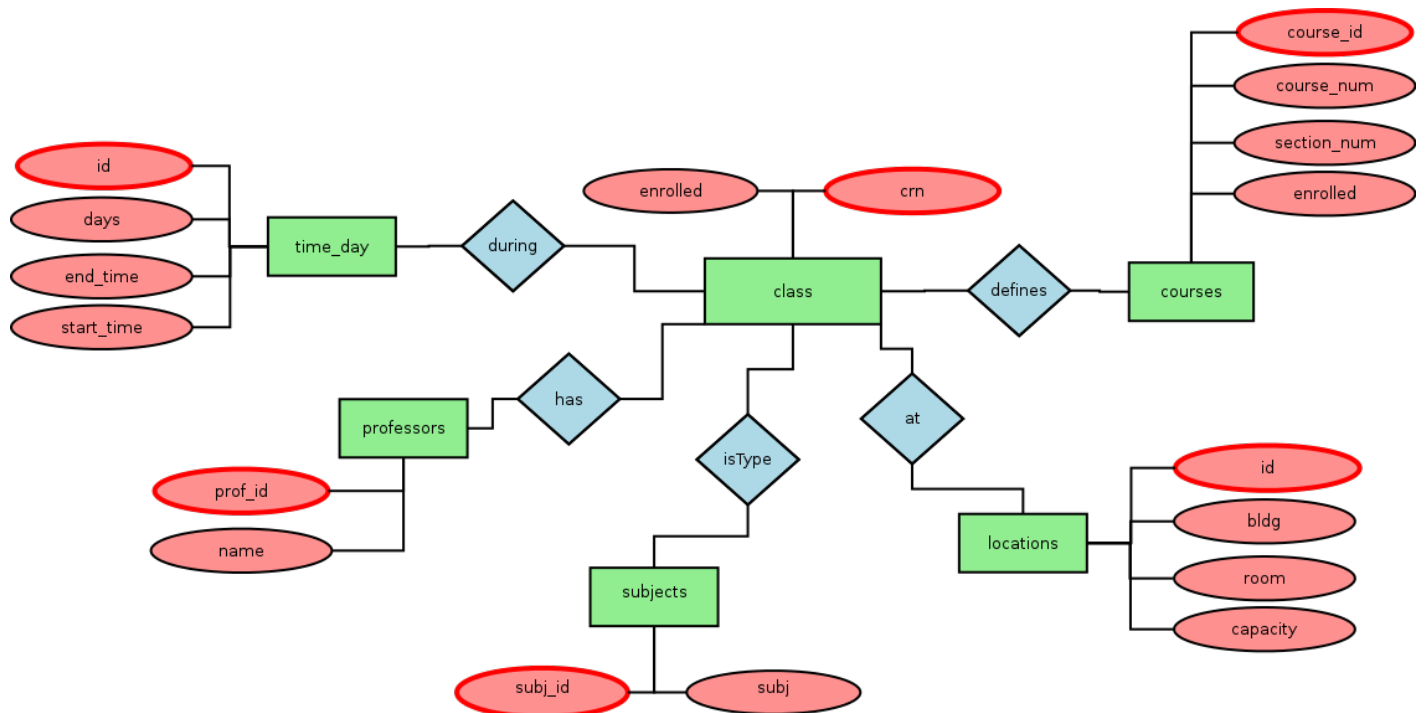 course_id
course_num
section_num
enrolled
id
days
end_time
start_time
time_day
during
enrolled
crn
class
defines
courses
has
professors
prof_id
name
isType
at
subjects
subj_id
subj
locations
id
bldg
room
capacity